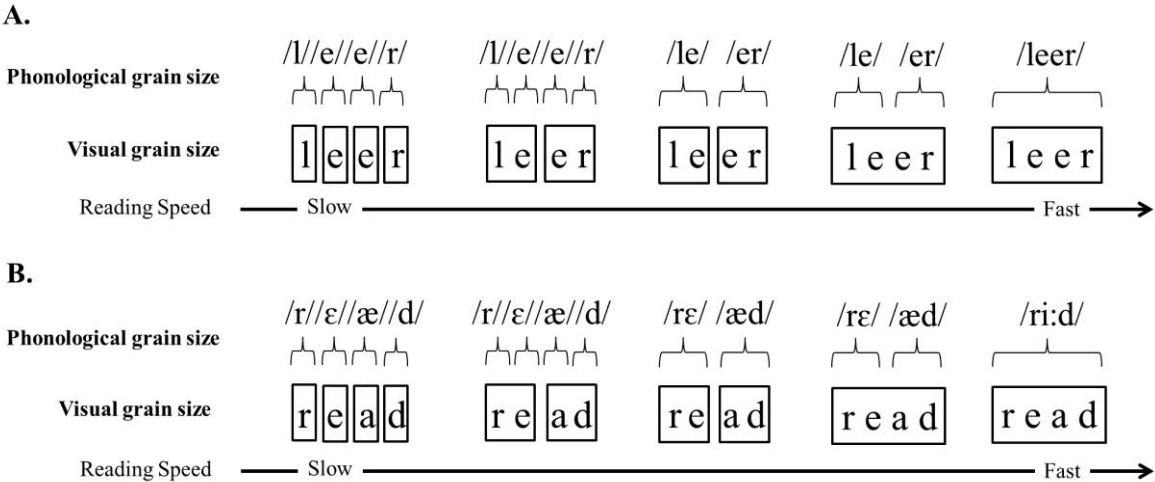 A.
Phonological grain size /l//e//e//r/ /l//e//e//r/ /le/ /er/ /le/ /er/ /leer/
Visual grain size l e e r l e e r l e e r l e e r l e e r
Reading Speed Slow Fast
B.
Phonological grain size /r//ɛ//æ//d/ /r//ɛ//æ//d/ /rɛ/ /æd/ /rɛ/ /æd/ /ri:d/
Visual grain size r e a d r e a d r e a d r e a d r e a d
Reading Speed Slow Fast